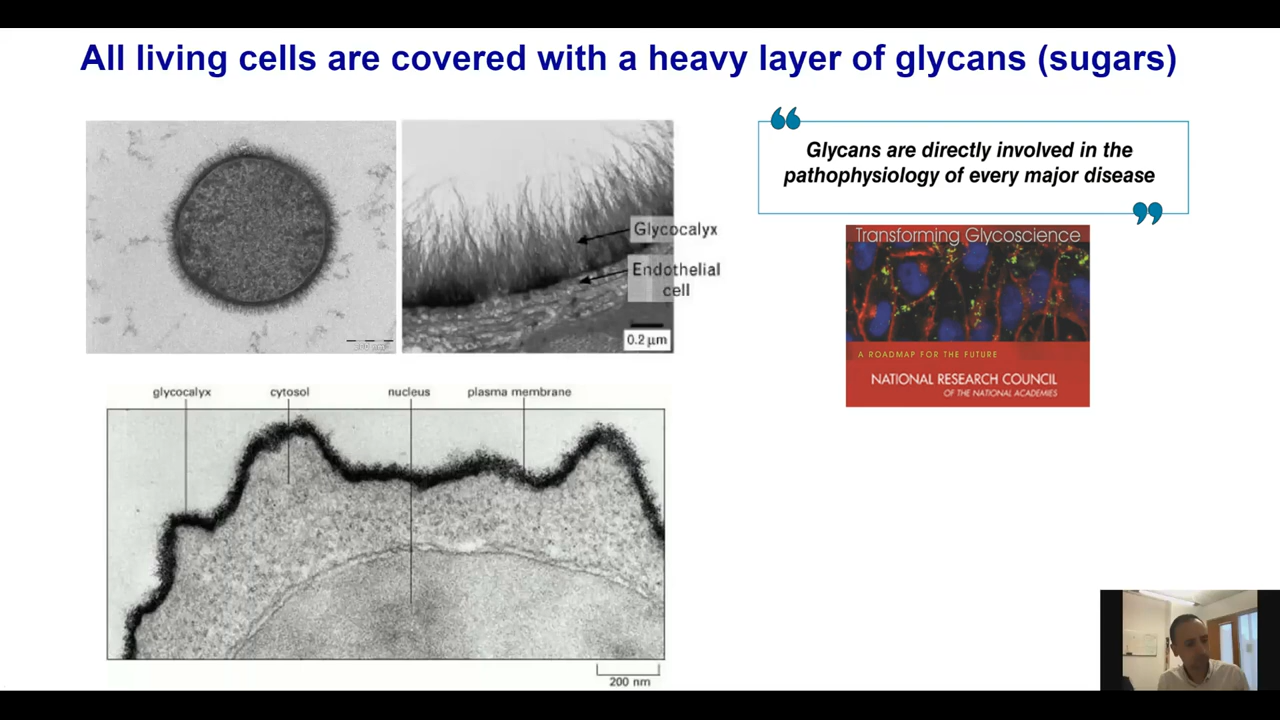 All living cells are covered with a heavy layer of glycans (sugars)
Glycocalyx
Endothelial
cell
0.2 μm
glycocalyx
cytosol
nucleus
plasma membrane
200 nm
Glycans are directly involved in the
pathophysiology of every major disease
Transforming Glycoscience
A ROADMAP FOR THE FUTURE
NATIONAL RESEARCH COUNCIL
OF THE NATIONAL ACADEMIES